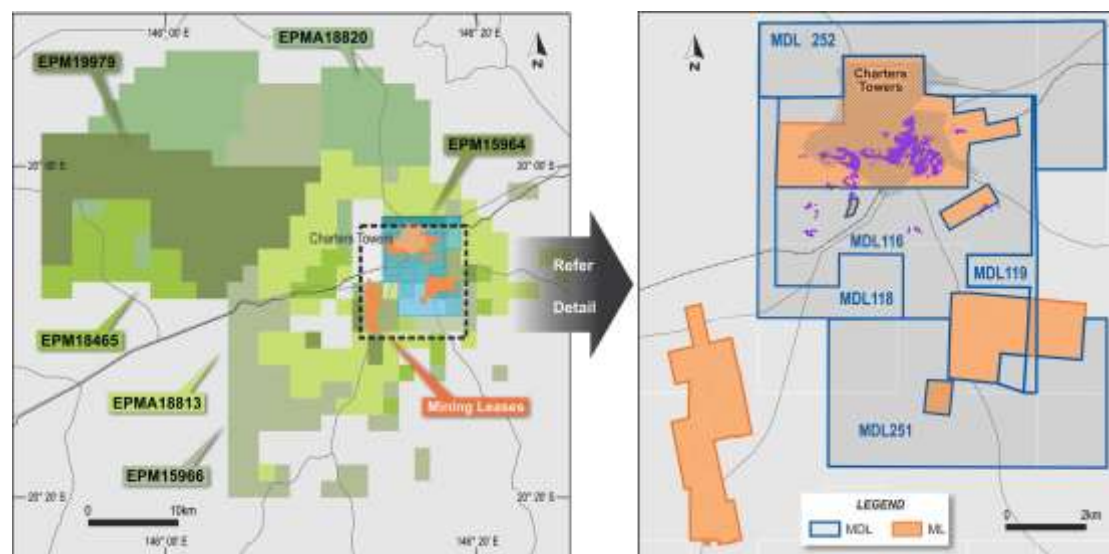 146° 00' E
146° 20' E
EPMA18820
EPM19979
N
EPM15964
20° 00' S
20° 00' S
Charters Towers
EPM18465
EPMA18813
Mining Leases
EPM15966
20° 20' S
20° 20' S
0 10km
146° 00' E
146° 20' E
Refer
Detail
MDL 252
N
Charters
Towers
MDL116
MDL119
MDL118
MDL251
LEGEND
MDL ML
0 2km